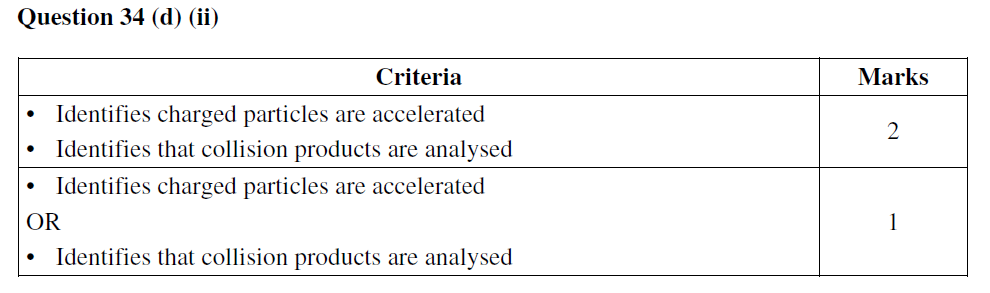 Question 34 (d) (ii)
Criteria Marks
• Identifies charged particles are accelerated
• Identifies that collision products are analysed
2
• Identifies charged particles are accelerated
OR
• Identifies that collision products are analysed
1